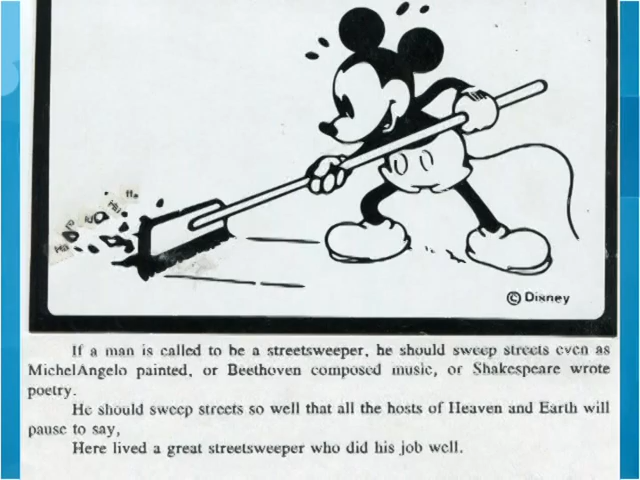 © Disney
If a man is called to be a streetsweeper, he should sweep streets even as
MichelAngelo painted, or Beethoven composed music, or Shakespeare wrote
poetry.
He should sweep streets so well that all the hosts of Heaven and Earth will
pause to say,
Here lived a great streetsweeper who did his job well.